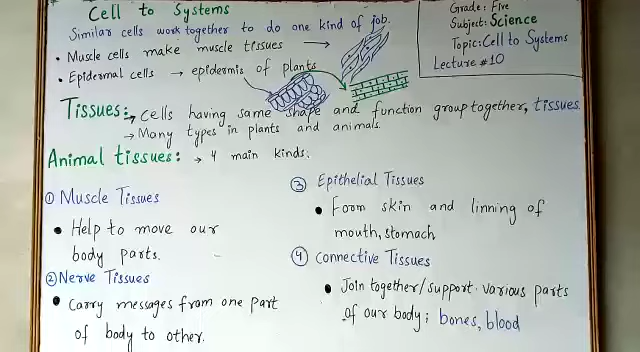 Cell to Systems
Similar cells work together to do one kind of job.
• Muscle cells make muscle tissues →
• Epidermal cells → epidermis of plants
Grade: Five
Subject: Science
Topic: Cell to Systems
Lecture #10
Tissues:→ Cells having same shape and function group together, tissues.
→ Many types in plants and animals.
Animal tissues: → 4 main kinds.
① Muscle Tissues
• Help to move our
body parts.
② Nerve Tissues
• Carry messages from one part
of body to other.
③ Epithelial Tissues
• Form skin and linning of
mouth, stomach
④ Connective Tissues
• Join together/support various parts
of our body; bones, blood